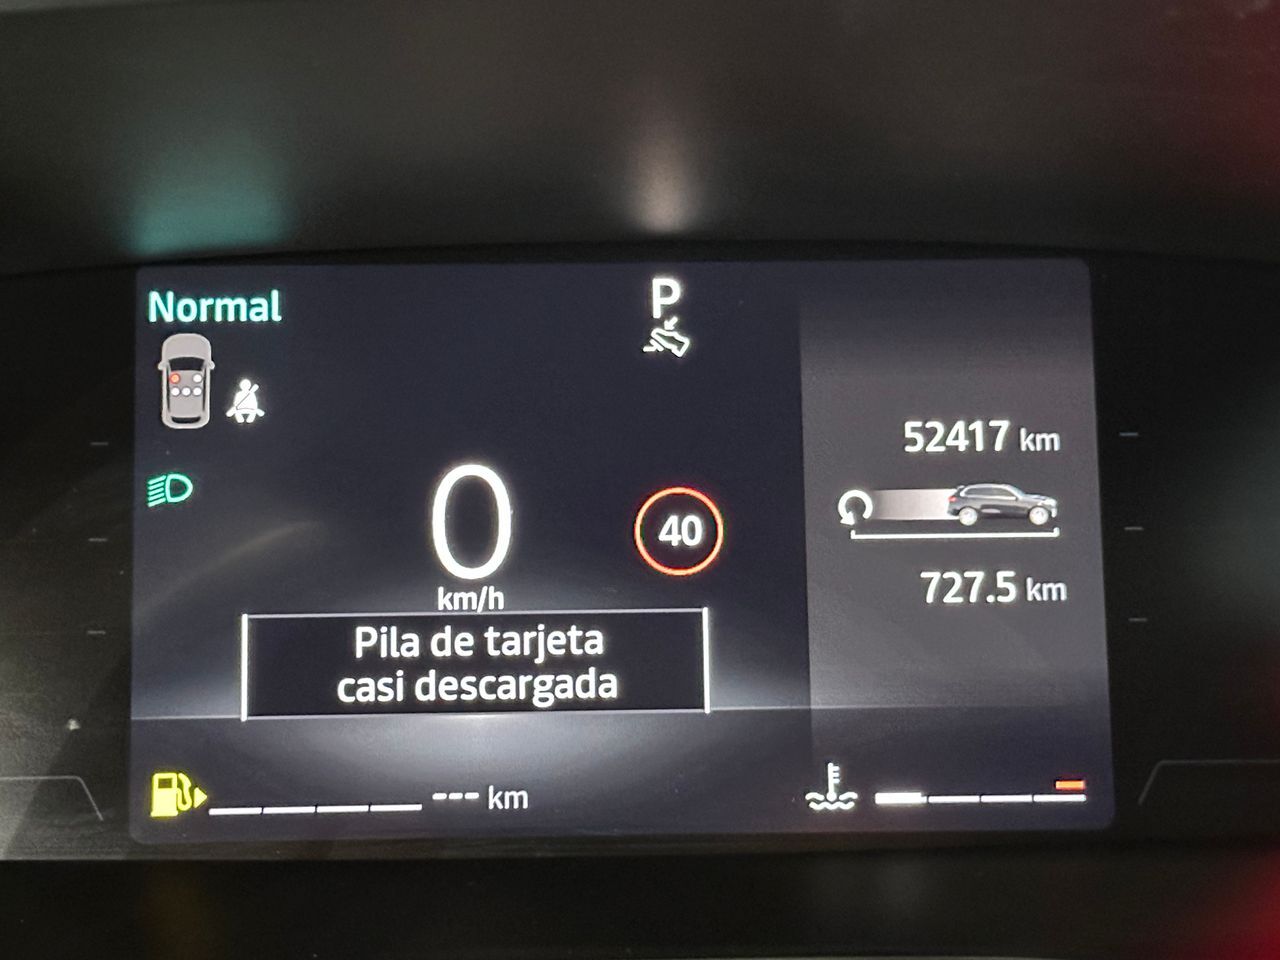 Normal
P
52417 km
0
km/h
40
727.5 km
Pila de tarjeta
casi descargada
--- km